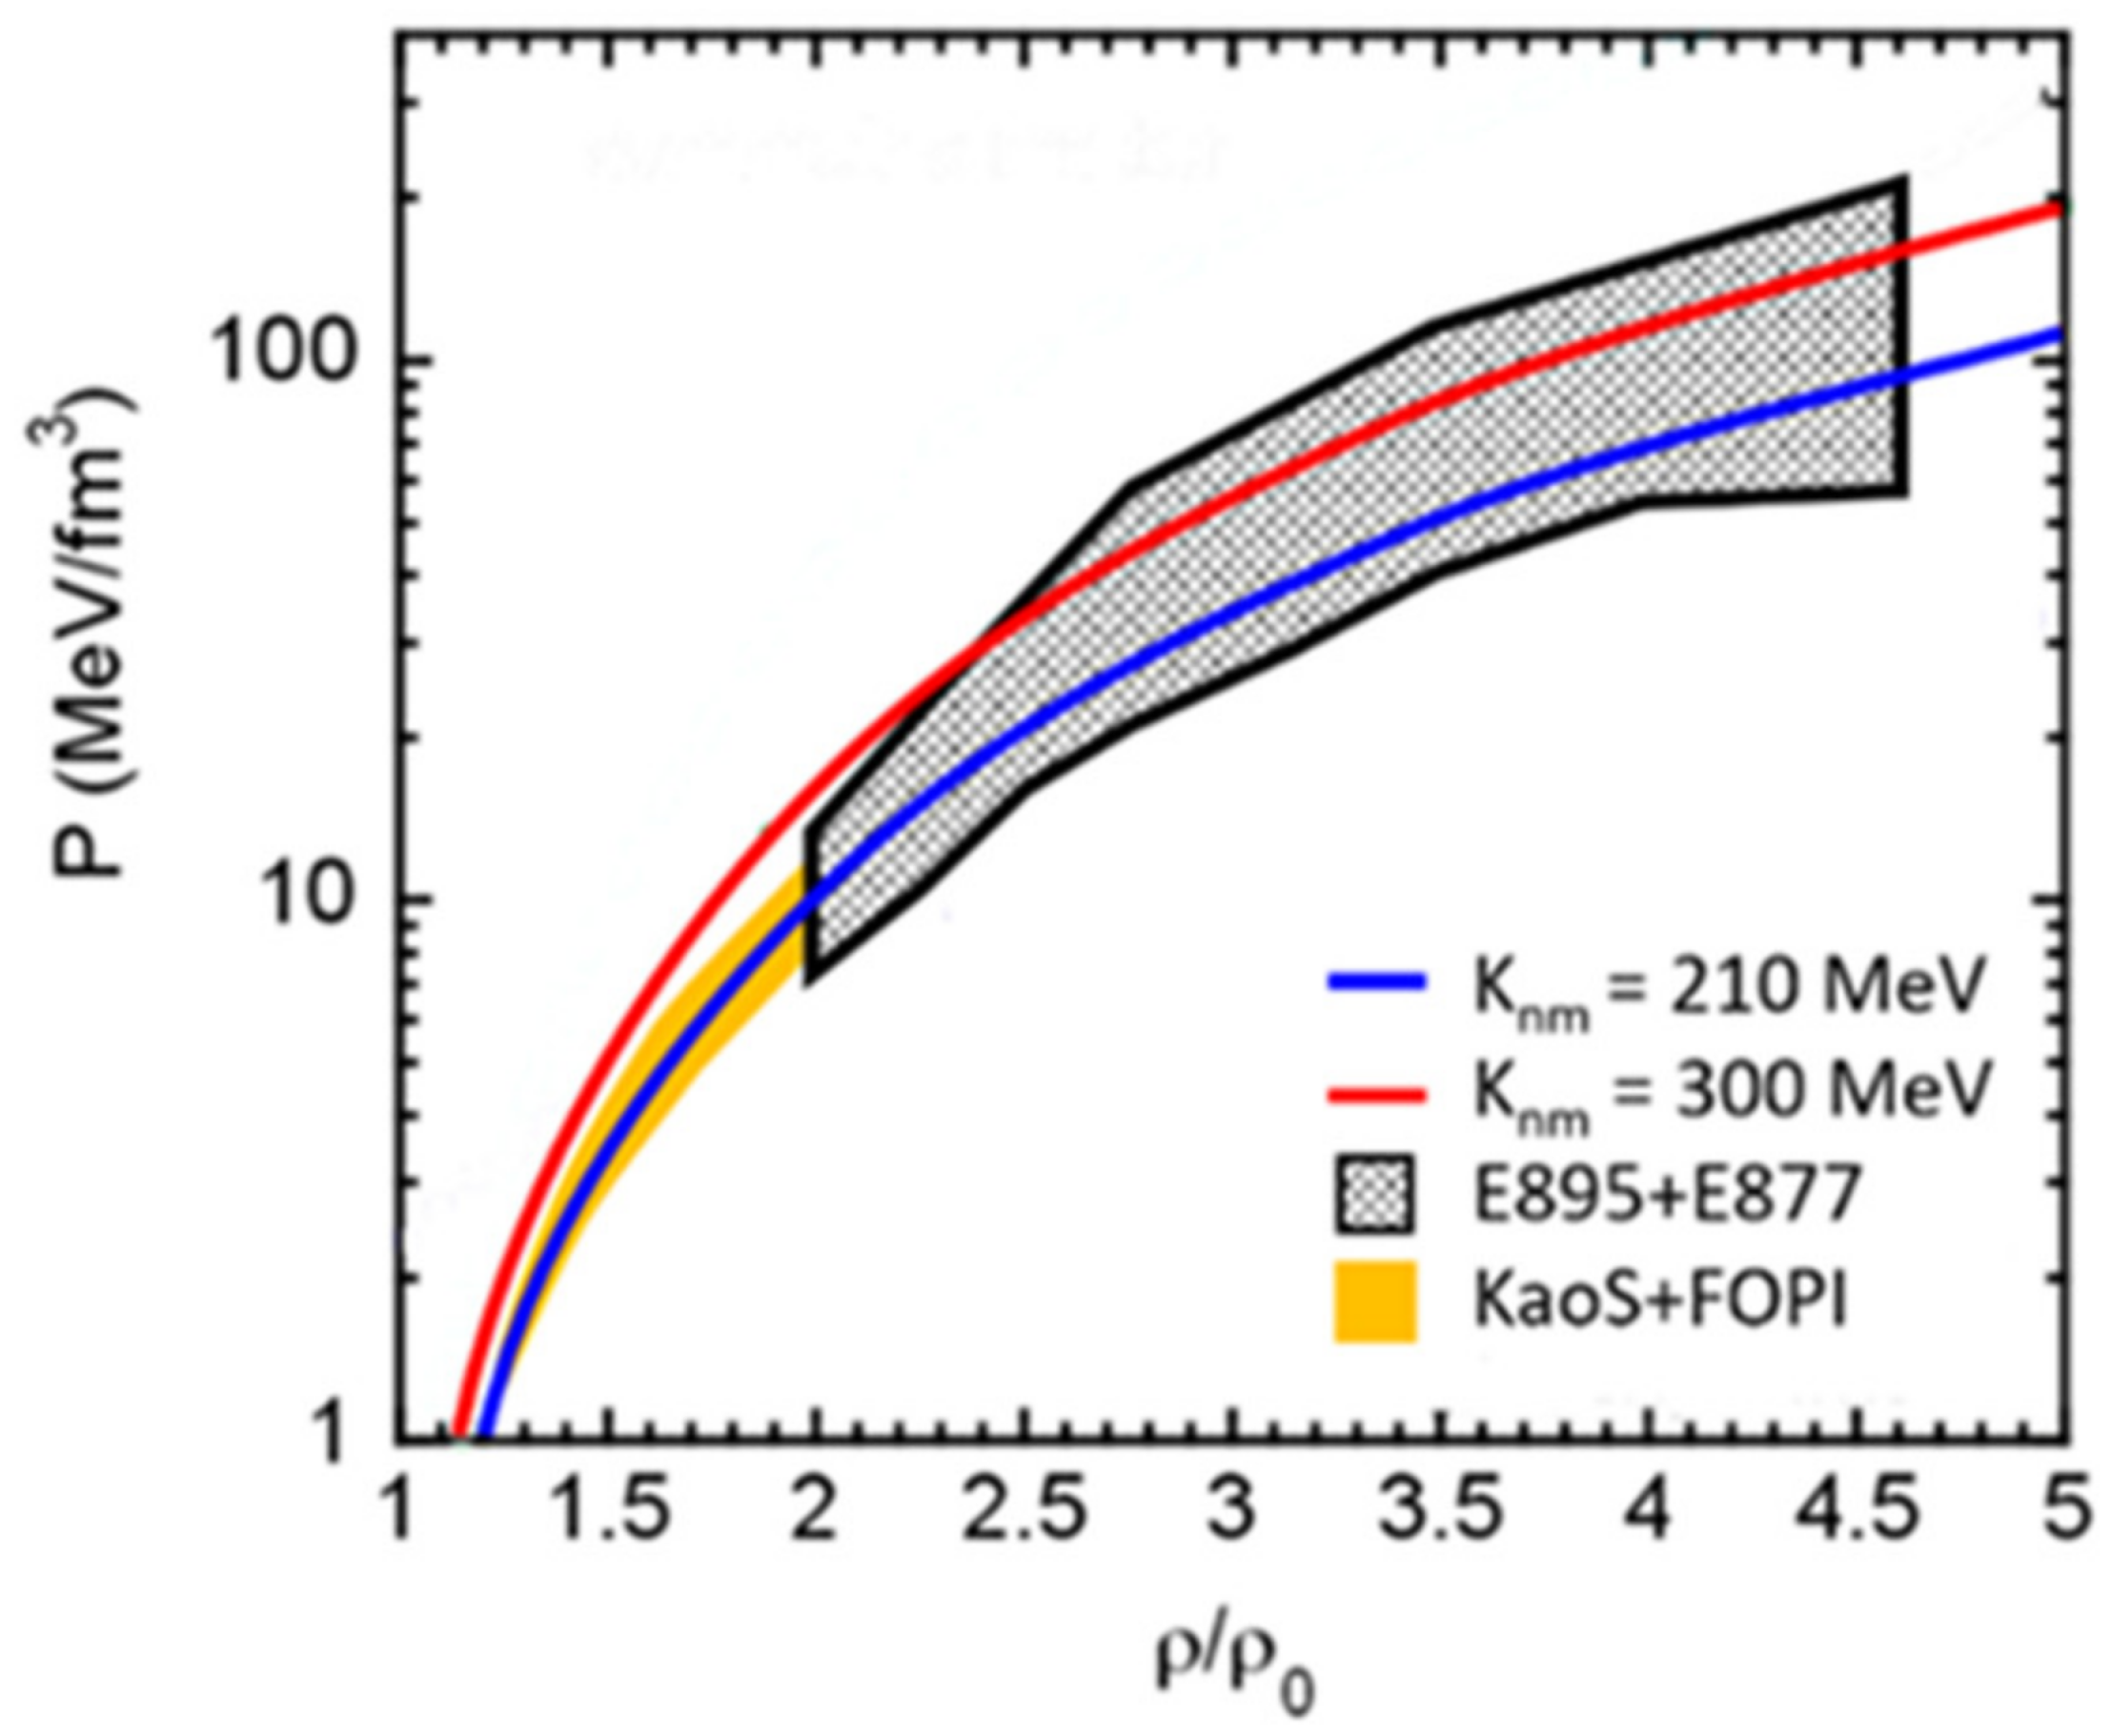 P (MeV/fm³)
100
10
1
1 1.5 2 2.5 3 3.5 4 4.5 5
ρ/ρ₀
Kₙₘ = 210 MeV
Kₙₘ = 300 MeV
E895+E877
KaoS+FOPI